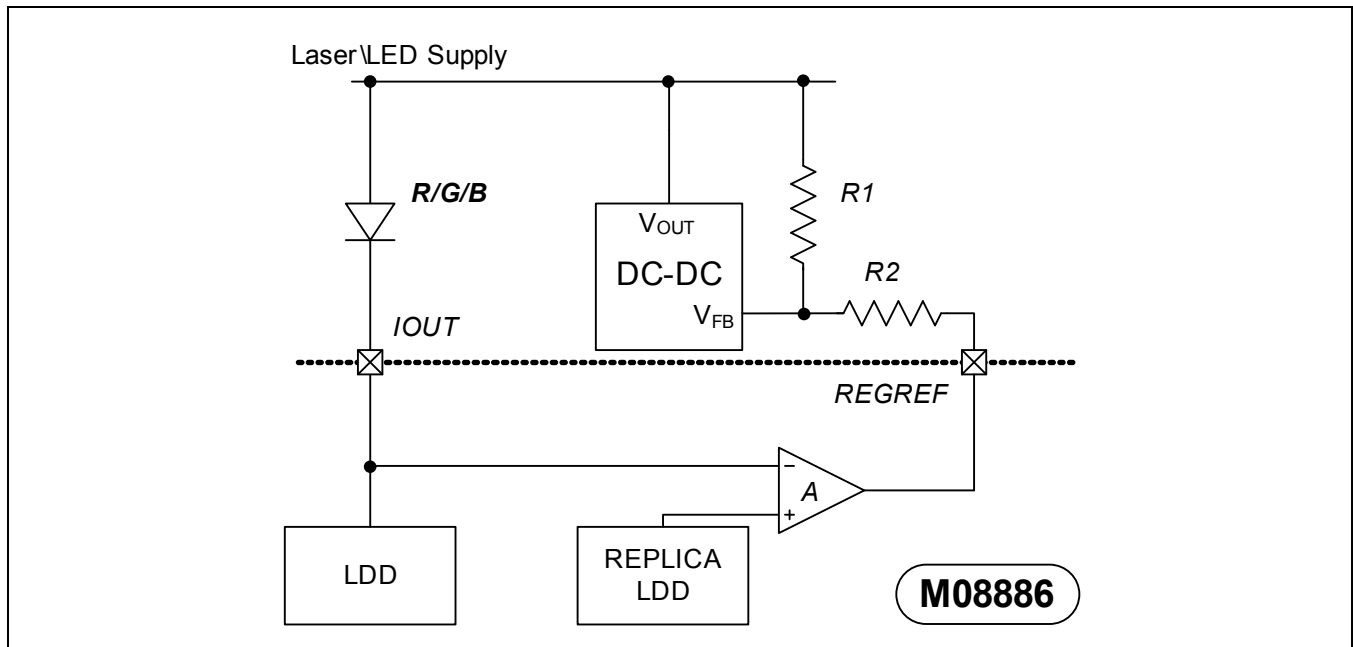 Laser\LED Supply
R/G/B
R1
VOUT
DC-DC
R2
VFB
IOUT
REGREF
−
A
+
LDD
REPLICA
LDD
M08886